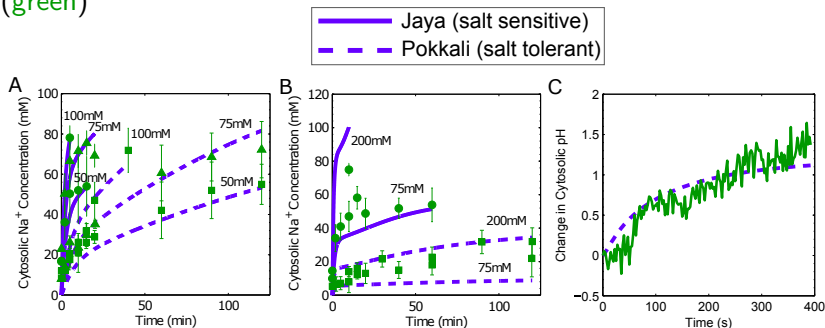 (green)
Jaya (salt sensitive)
Pokkali (salt tolerant)
A
Cytosolic Na+ Concentration (mM)
100
80
60
40
20
0
0
50
100
Time (min)
100mM
75mM
50mM
100mM
75mM
50mM
B
Cytosolic Na+ Concentration (mM)
120
100
80
60
40
20
0
0
50
100
Time (min)
200mM
75mM
200mM
75mM
C
Change in Cytosolic pH
2
1.5
1
0.5
0
−0.5
0
100
200
300
400
Time (s)